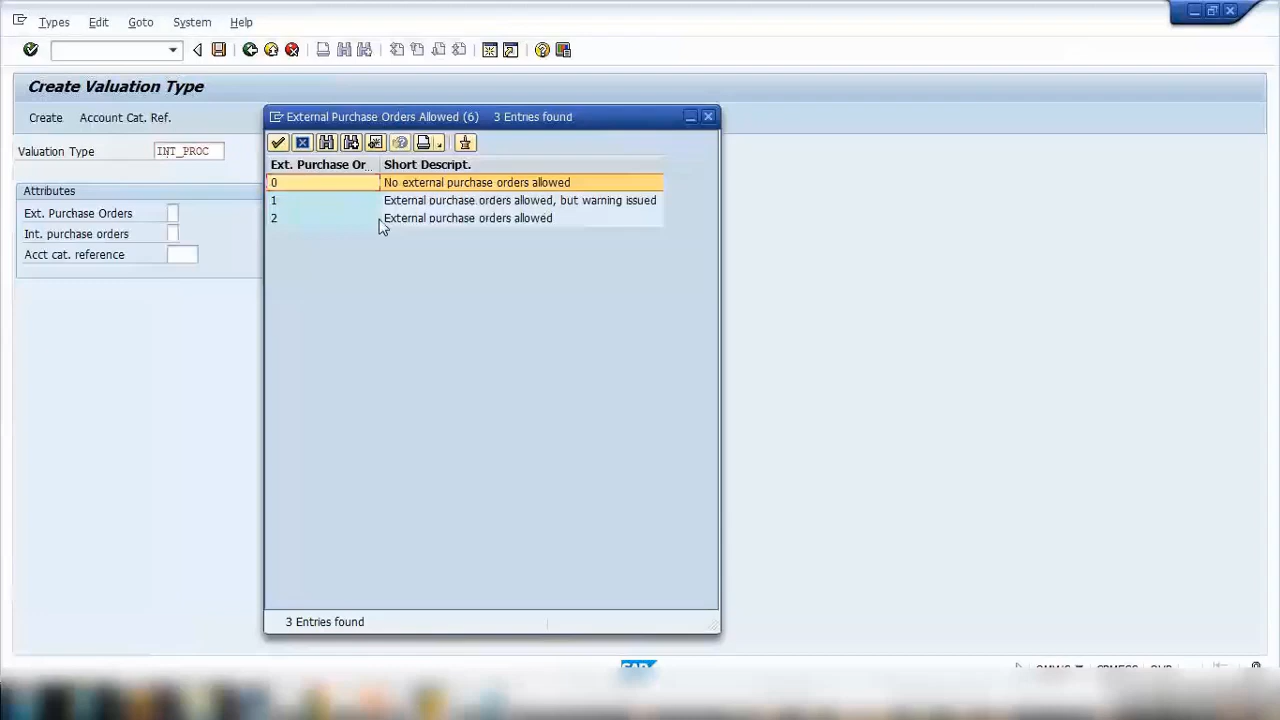 Types Edit Goto System Help
Create Valuation Type
Create Account Cat. Ref.
Valuation Type INT_PROC
Attributes
Ext. Purchase Orders
Int. purchase orders
Acct cat. reference
External Purchase Orders Allowed (6) 3 Entries found
Ext. Purchase Or... Short Descript.
0 No external purchase orders allowed
1 External purchase orders allowed, but warning issued
2 External purchase orders allowed
3 Entries found
SAP